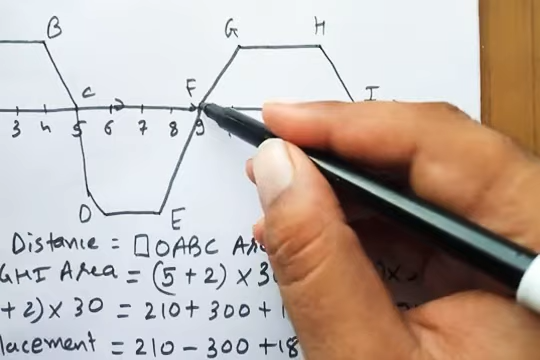 B G H
C F I
3 4 5 6 7 8 9
D E
Distance = □OABC Area
GHI Area = (5+2)×30
+2)×30 = 210+300+1
lacement = 210-300+18